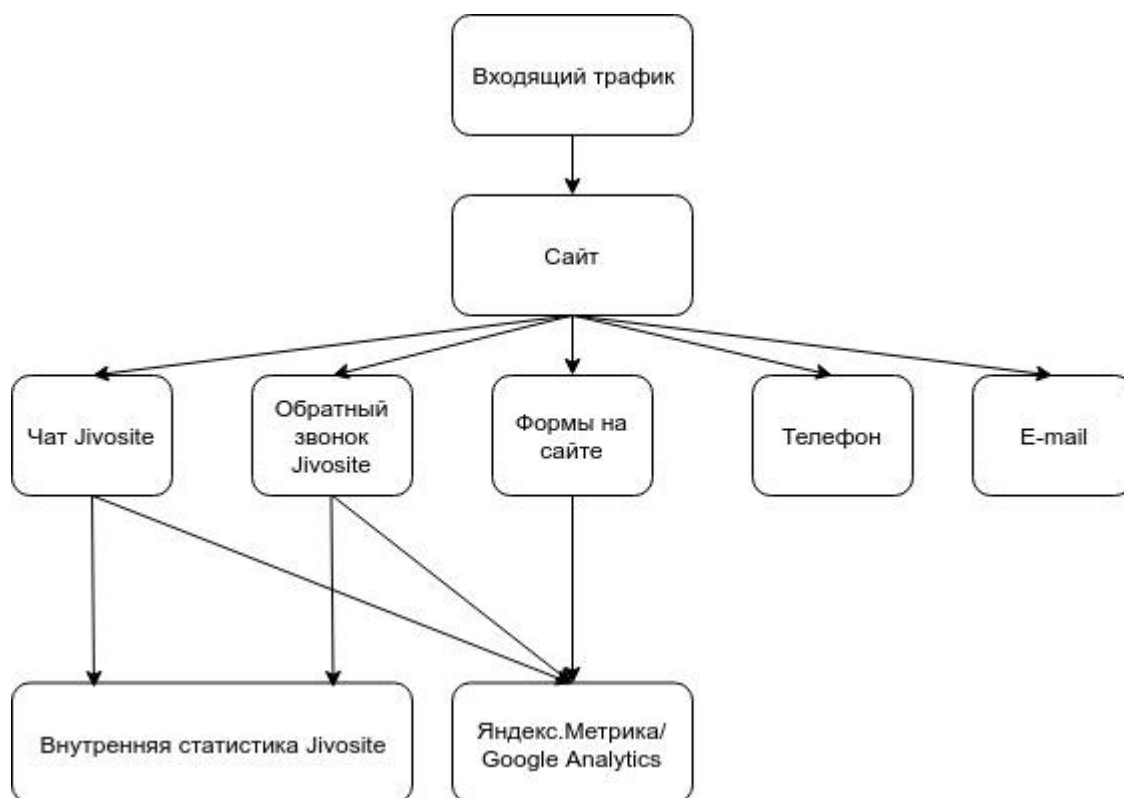 Входящий трафик
Сайт
Чат Jivosite
Обратный
звонок
Jivosite
Формы на
сайте
Телефон
E-mail
Внутренняя статистика Jivosite
Яндекс.Метрика/
Google Analytics